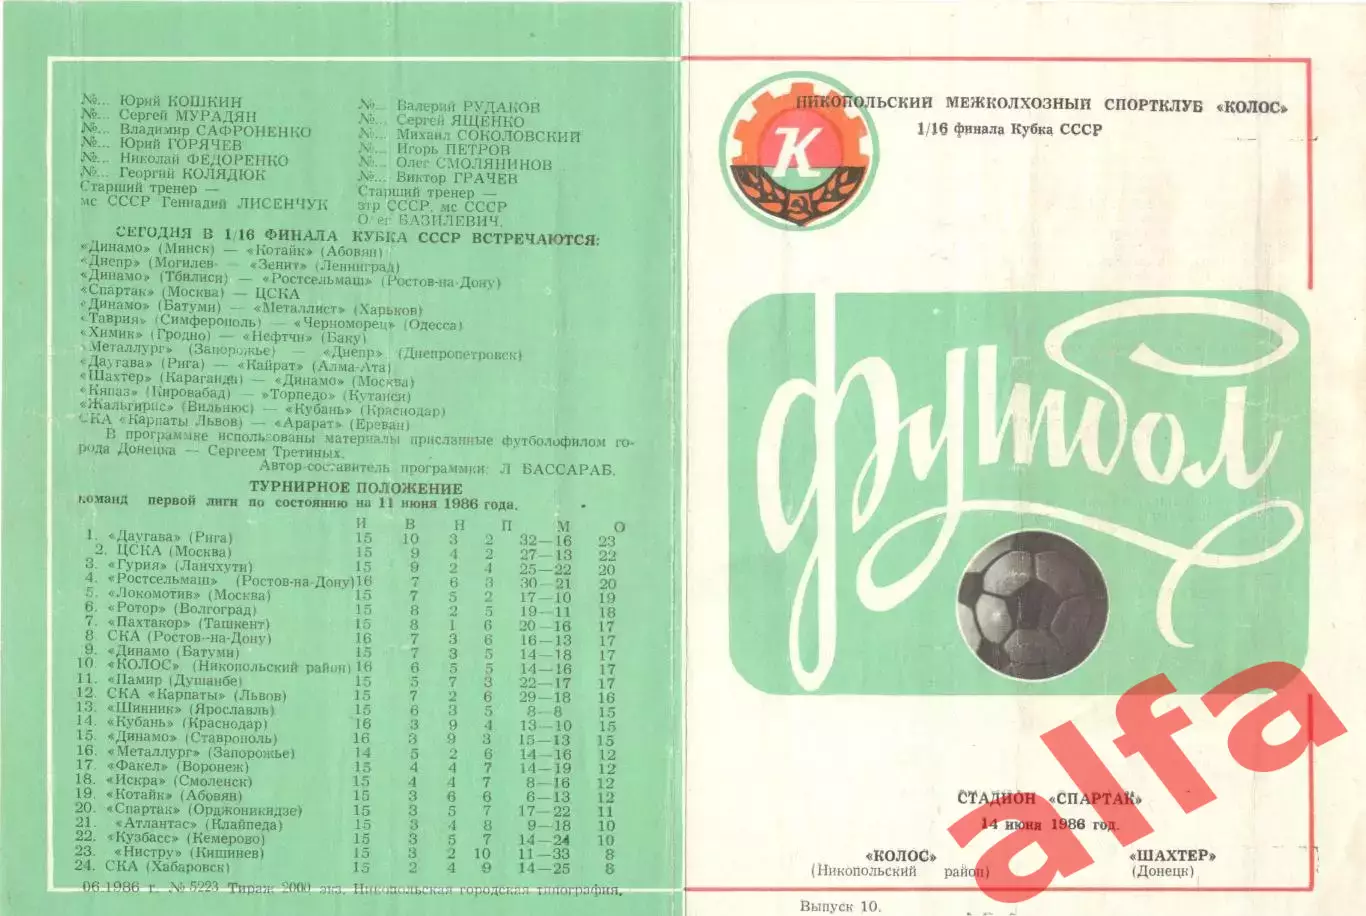 №... Юрий КОШКИН
№... Сергей МУРАДЯН
№... Владимир САФРОНЕНКО
№... Юрий ГОРЯЧЕВ
№... Николай ФЕДОРЕНКО
№... Георгий КОЛЯДЮК
Старший тренер —
мс СССР Геннадий ЛИСЕНЧУК
№... Валерий РУДАКОВ
№... Сергей ЯЩЕНКО
№... Михаил СОКОЛОВСКИЙ
№... Игорь ПЕТРОВ
№... Олег СМОЛЯНИНОВ
№... Виктор ГРАЧЕВ
Старший тренер —
зтр СССР, мс СССР
О ег БАЗИЛЕВИЧ.
СЕГОДНЯ В 1/16 ФИНАЛА КУБКА СССР ВСТРЕЧАЮТСЯ:
«Динамо» (Минск) — «Котайк» (Абовян)
«Днепр» (Могилев — «Зенит» (Ленинград)
«Динамо» (Тбилиси) — «Ростсельмаш» (Ростов-на-Дону)
«Спартак» (Москва) — ЦСКА
«Динамо» (Батуми) — «Металлист» (Харьков)
«Таврия» (Симферополь) — «Черноморец» (Одесса)
«Химик» (Гродно) — «Нефтчи» (Баку)
«Металлург» (Запорожье) — «Днепр» (Днепропетровск)
«Даугава» (Рига) — «Кайрат» (Алма-Ата)
«Шахтер» (Караганда) — «Динамо» (Москва)
«Кяпаз» (Кировабад) — «Торпедо» (Кутаиси)
«Жальгирис» (Вильнюс) — «Кубань» (Краснодар)
СКА «Карпаты Львов) — «Арарат» (Ереван)
В программке использованы материалы присланные футболофилом го-
рода Донецка — Сергеем Третиных.
Автор-составитель программки: Л БАССАРАБ.
ТУРНИРНОЕ ПОЛОЖЕНИЕ
команд первой лиги по состоянию на 11 июня 1986 года.
И В Н П М О
1. «Даугава» (Рига) 15 10 3 2 32—16 23
2. ЦСКА (Москва) 15 9 4 2 27—13 22
3. «Гурия» (Ланчхути) 15 9 2 4 25—22 20
4. «Ростсельмаш» (Ростов-на-Дону) 16 7 6 3 30—21 20
5. «Локомотив» (Москва) 15 7 5 2 17—10 19
6. «Ротор» (Волгоград) 15 8 2 5 19—11 18
7. «Пахтакор» (Ташкент) 15 8 1 6 20—16 17
8 СКА (Ростов--на-Дону) 16 7 3 6 16—13 17
9. «Динамо (Батуми) 15 7 3 5 14—18 17
10. «КОЛОС» (Никопольский район) 16 6 5 5 14—16 17
11. «Памир (Душанбе) 15 5 7 3 22—17 17
12. СКА «Карпаты» (Львов) 15 7 2 6 29—18 16
13. «Шинник» (Ярославль) 15 6 3 5 8—8 15
14. «Кубань» (Краснодар) 16 3 9 4 13—10 15
15. «Динамо» (Ставрополь) 16 3 9 3 15—13 15
16. «Металлург» (Запорожье) 14 5 2 6 14—16 12
17. «Факел» (Воронеж) 15 4 4 7 14—19 12
18. «Искра» (Смоленск) 15 4 4 7 8—16 12
19. «Котайк» (Абовян) 15 3 6 6 6—13 12
20. «Спартак» (Орджоникидзе) 15 3 5 7 17—22 11
21. «Атлантас» (Клайпеда) 15 3 4 8 9—18 10
22. «Кузбасс» (Кемерово) 15 3 5 7 14—24 10
23. «Нистру» (Кишинев) 15 3 2 10 11—33 8
24. СКА (Хабаровск) 15 2 4 9 14—25 8
06.1986 г. № 5223 Тираж 2000 экз. Никопольская городская типография.
К
НИКОПОЛЬСКИЙ МЕЖКОЛХОЗНЫЙ СПОРТКЛУБ «КОЛОС»
1/16 финала Кубка СССР
Футбол
СТАДИОН «СПАРТАК»
14 июня 1986 год.
«КОЛОС» «ШАХТЕР»
(Никопольский район) (Донецк)
Выпуск 10.
alfa